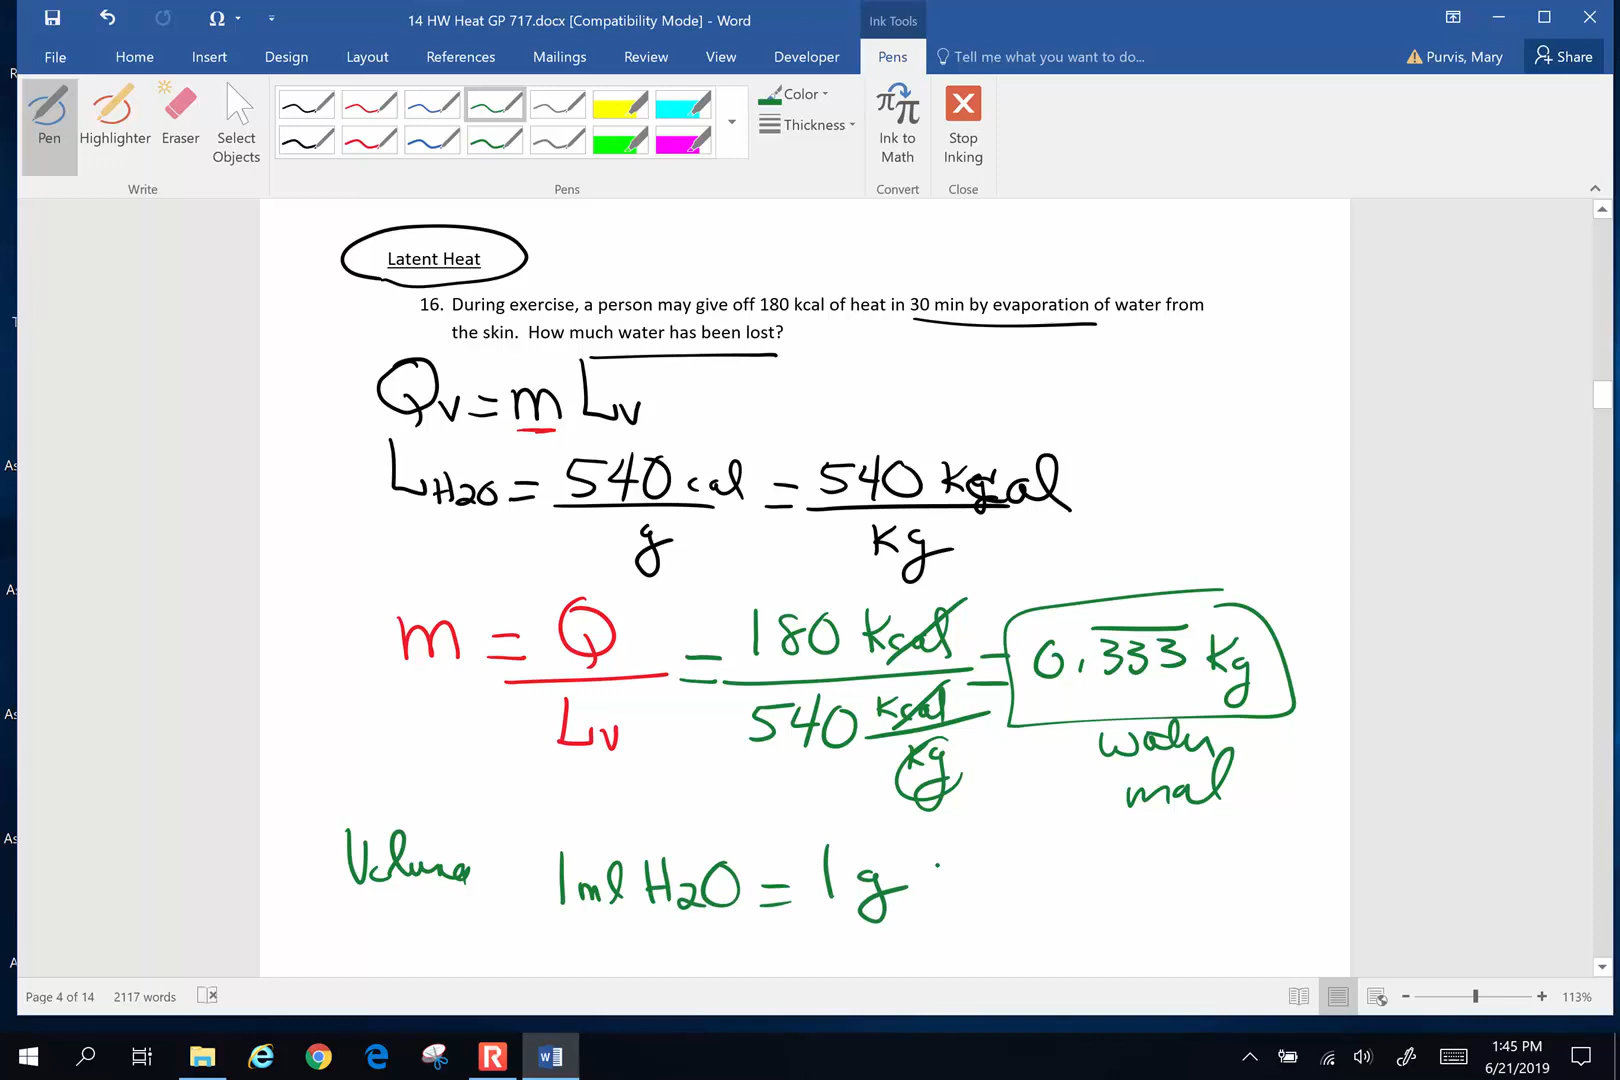 14 HW Heat GP 717.docx [Compatibility Mode] - Word
Ink Tools
File Home Insert Design Layout References Mailings Review View Developer Pens Tell me what you want to do... Purvis, Mary Share
Pen Highlighter Eraser Select Objects
Color
Thickness
Ink to Math
Stop Inking
Write Pens Convert Close
Latent Heat
16. During exercise, a person may give off 180 kcal of heat in 30 min by evaporation of water from
the skin. How much water has been lost?
Qv = m Lv
L H2O = 540 cal / g = 540 Kcal / Kg
m = Q / Lv = 180 Kcal / 540 Kcal / Kg = 0.333 Kg
water
Volume 1 ml H2O = 1 g
Page 4 of 14 2117 words 113%
1:45 PM
6/21/2019